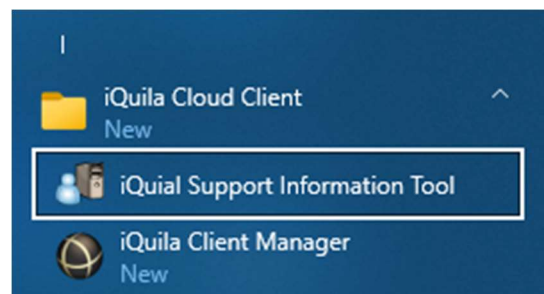 I
iQuila Cloud Client
New
iQuial Support Information Tool
iQuila Client Manager
New